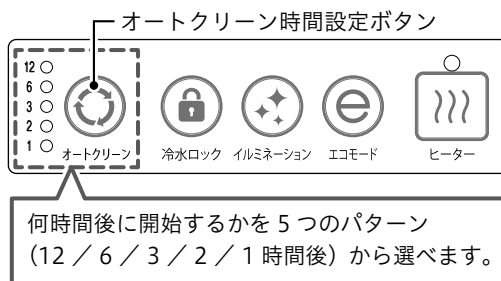 オートクリーン時間設定ボタン
12
6
3
2
1
オートクリーン
冷水ロック
イルミネーション
エコモード
ヒーター
何時間後に開始するかを5つのパターン
（12／6／3／2／1時間後）から選べます。